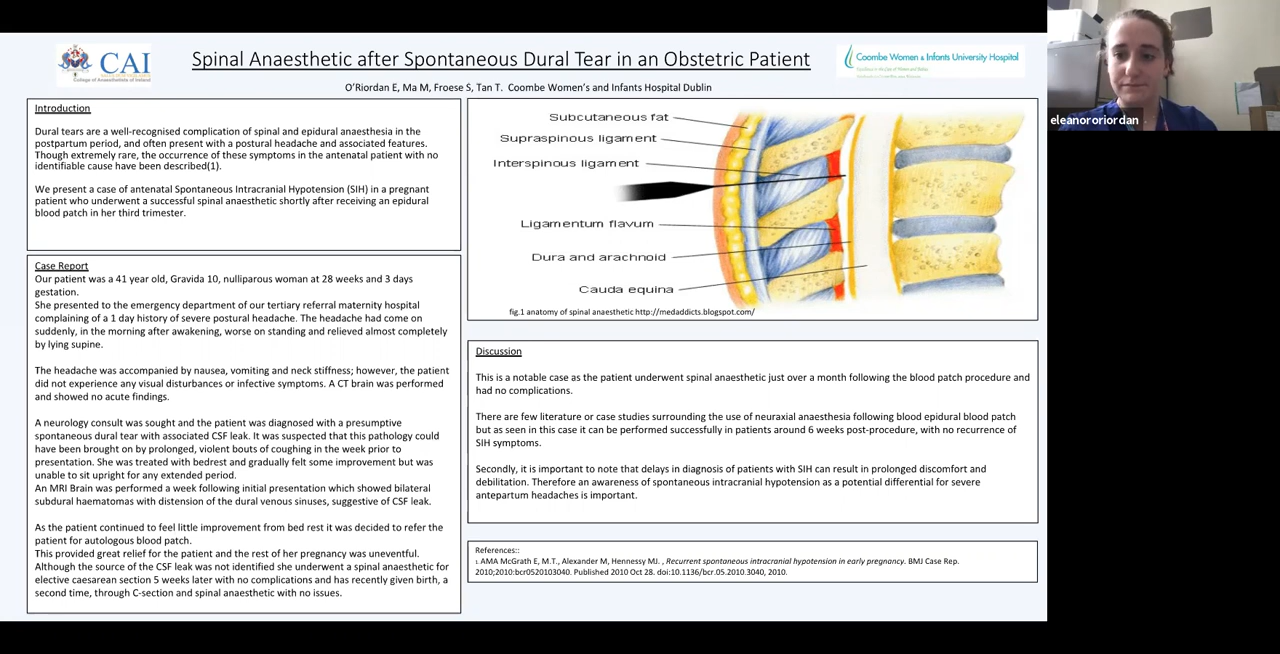 CAI
College of Anaesthetists of Ireland
Spinal Anaesthetic after Spontaneous Dural Tear in an Obstetric Patient
Coombe Women & Infants University Hospital
O'Riordan E, Ma M, Froese S, Tan T.  Coombe Women's and Infants Hospital Dublin
eleanororiordan
Introduction
Dural tears are a well-recognised complication of spinal and epidural anaesthesia in the
postpartum period, and often present with a postural headache and associated features.
Though extremely rare, the occurrence of these symptoms in the antenatal patient with no
identifiable cause have been described(1).
We present a case of antenatal Spontaneous Intracranial Hypotension (SIH) in a pregnant
patient who underwent a successful spinal anaesthetic shortly after receiving an epidural
blood patch in her third trimester.
Case Report
Our patient was a 41 year old, Gravida 10, nulliparous woman at 28 weeks and 3 days
gestation.
She presented to the emergency department of our tertiary referral maternity hospital
complaining of a 1 day history of severe postural headache. The headache had come on
suddenly, in the morning after awakening, worse on standing and relieved almost completely
by lying supine.
The headache was accompanied by nausea, vomiting and neck stiffness; however, the patient
did not experience any visual disturbances or infective symptoms. A CT brain was performed
and showed no acute findings.
A neurology consult was sought and the patient was diagnosed with a presumptive
spontaneous dural tear with associated CSF leak. It was suspected that this pathology could
have been brought on by prolonged, violent bouts of coughing in the week prior to
presentation. She was treated with bedrest and gradually felt some improvement but was
unable to sit upright for any extended period.
An MRI Brain was performed a week following initial presentation which showed bilateral
subdural haematomas with distension of the dural venous sinuses, suggestive of CSF leak.
As the patient continued to feel little improvement from bed rest it was decided to refer the
patient for autologous blood patch.
This provided great relief for the patient and the rest of her pregnancy was uneventful.
Although the source of the CSF leak was not identified she underwent a spinal anaesthetic for
elective caesarean section 5 weeks later with no complications and has recently given birth, a
second time, through C-section and spinal anaesthetic with no issues.
Subcutaneous fat
Supraspinous ligament
Interspinous ligament
Ligamentum flavum
Dura and arachnoid
Cauda equina
fig.1 anatomy of spinal anaesthetic http://medaddicts.blogspot.com/
Discussion
This is a notable case as the patient underwent spinal anaesthetic just over a month following the blood patch procedure and
had no complications.
There are few literature or case studies surrounding the use of neuraxial anaesthesia following blood epidural blood patch
but as seen in this case it can be performed successfully in patients around 6 weeks post-procedure, with no recurrence of
SIH symptoms.
Secondly, it is important to note that delays in diagnosis of patients with SIH can result in prolonged discomfort and
debilitation. Therefore an awareness of spontaneous intracranial hypotension as a potential differential for severe
antepartum headaches is important.
References::
1. AMA McGrath E, M.T., Alexander M, Hennessy MJ. , Recurrent spontaneous intracranial hypotension in early pregnancy. BMJ Case Rep.
2010;2010:bcr0520103040. Published 2010 Oct 28. doi:10.1136/bcr.05.2010.3040, 2010.